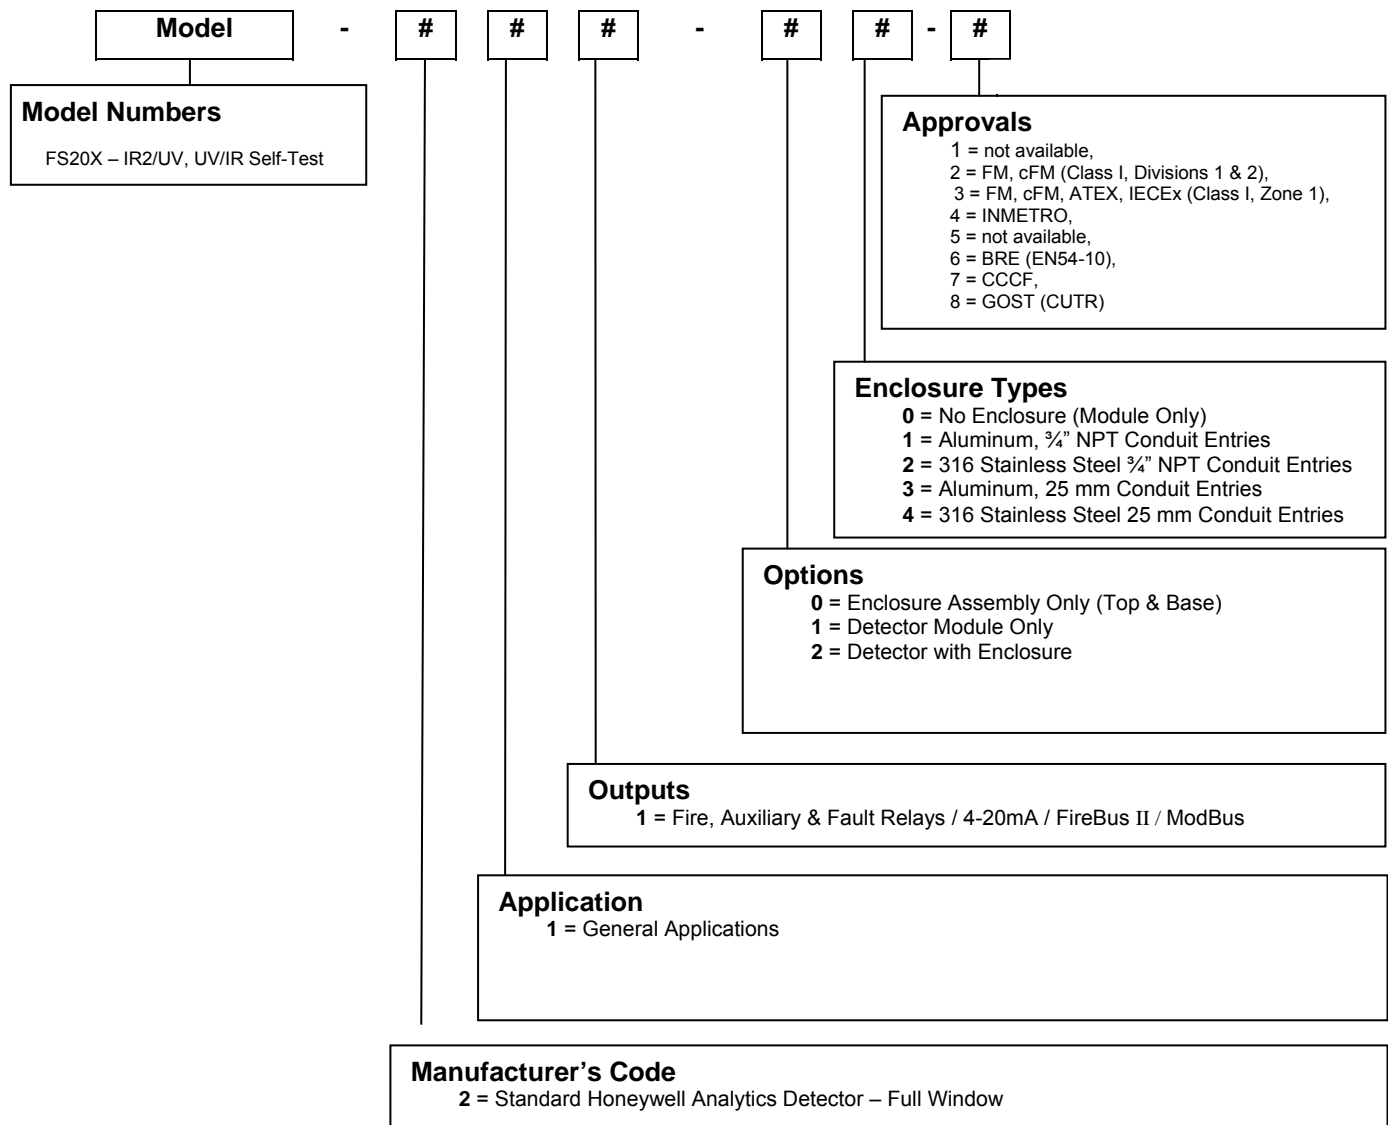 Model - # # # - # # - #
Model Numbers
FS20X – IR2/UV, UV/IR Self-Test
Approvals
1 = not available,
2 = FM, cFM (Class I, Divisions 1 & 2),
3 = FM, cFM, ATEX, IECEx (Class I, Zone 1),
4 = INMETRO,
5 = not available,
6 = BRE (EN54-10),
7 = CCCF,
8 = GOST (CUTR)
Enclosure Types
0 = No Enclosure (Module Only)
1 = Aluminum, ¾” NPT Conduit Entries
2 = 316 Stainless Steel ¾” NPT Conduit Entries
3 = Aluminum, 25 mm Conduit Entries
4 = 316 Stainless Steel 25 mm Conduit Entries
Options
0 = Enclosure Assembly Only (Top & Base)
1 = Detector Module Only
2 = Detector with Enclosure
Outputs
1 = Fire, Auxiliary & Fault Relays / 4-20mA / FireBus II / ModBus
Application
1 = General Applications
Manufacturer’s Code
2 = Standard Honeywell Analytics Detector – Full Window